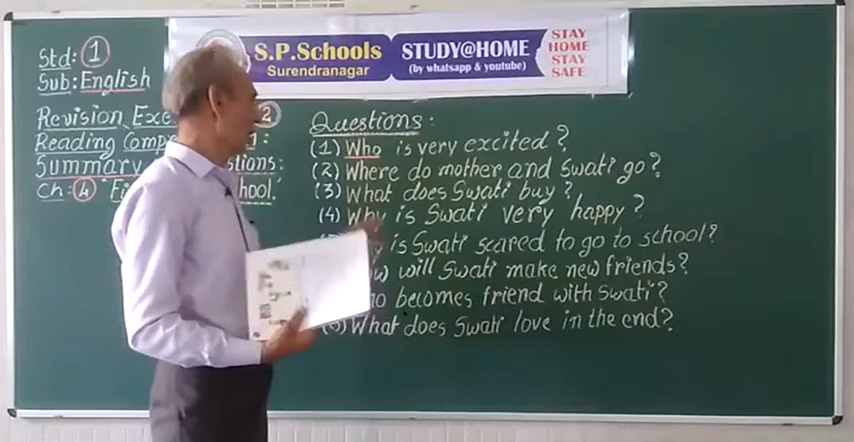 S.P.Schools
Surendranagar
STUDY@HOME
(by whatsapp & youtube)
STAY
HOME
STAY
SAFE
Std: 1
Sub: English
Revision 2
Reading :
Summary
Ch: 4
Questions:
(1) Who is very excited?
(2) Where do mother and Swati go?
(3) What does Swati buy?
(4) Why is Swati very happy?
is Swati scared to go to school?
will Swati make new friends?
becomes friend with Swati?
What does Swati love in the end?